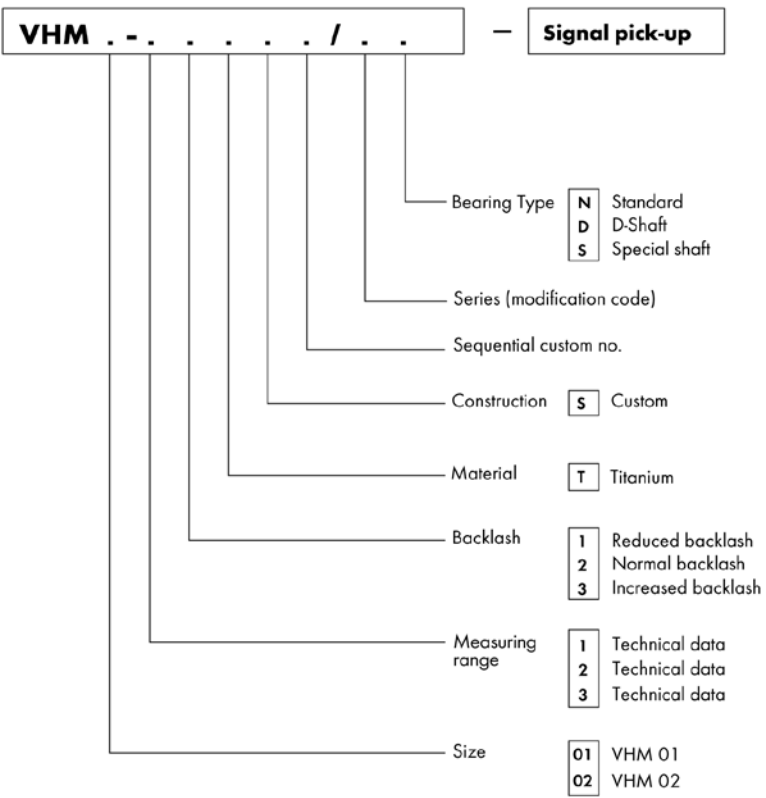 VHM . - . . . . . / . . – Signal pick-up
Bearing Type N Standard
D D-Shaft
S Special shaft
Series (modification code)
Sequential custom no.
Construction S Custom
Material T Titanium
Backlash 1 Reduced backlash
2 Normal backlash
3 Increased backlash
Measuring 1 Technical data
range 2 Technical data
3 Technical data
Size 01 VHM 01
02 VHM 02